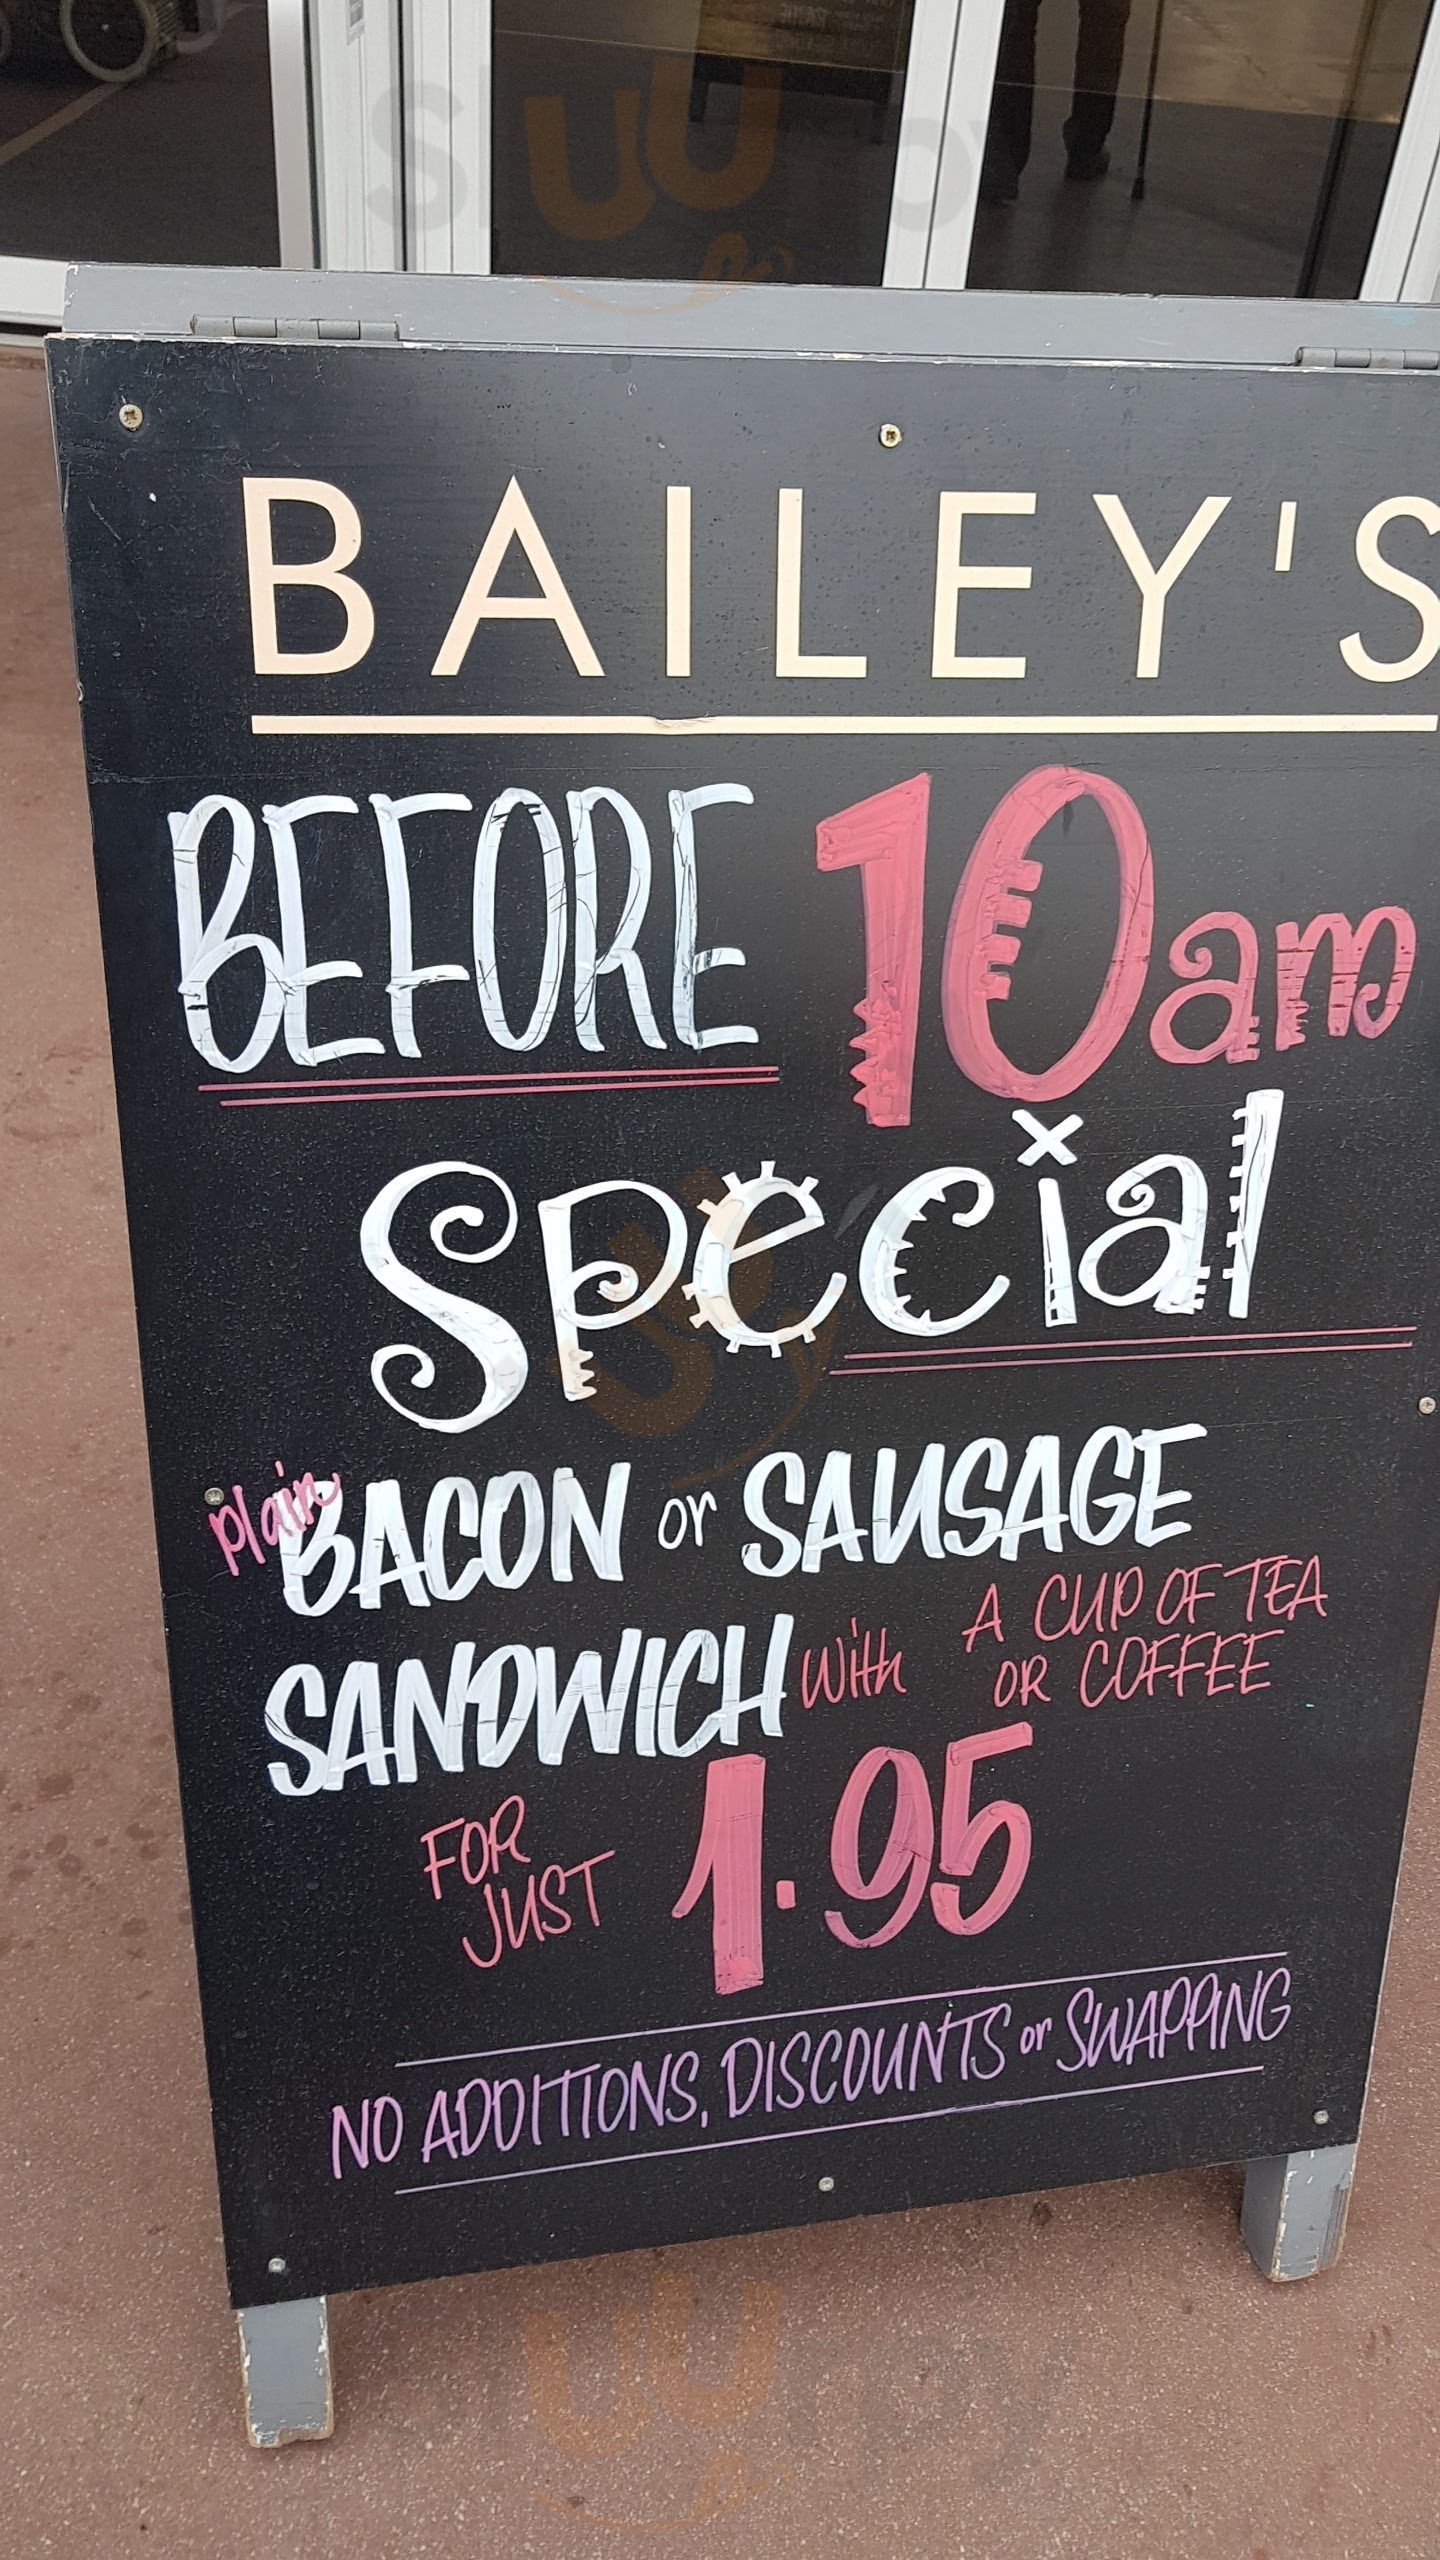 BAILEY'S
BEFORE 10am
Special
plain BACON or SAUSAGE
SANDWICH with A CUP OF TEA
OR COFFEE
FOR
JUST 1.95
NO ADDITIONS, DISCOUNTS or SWAPPING